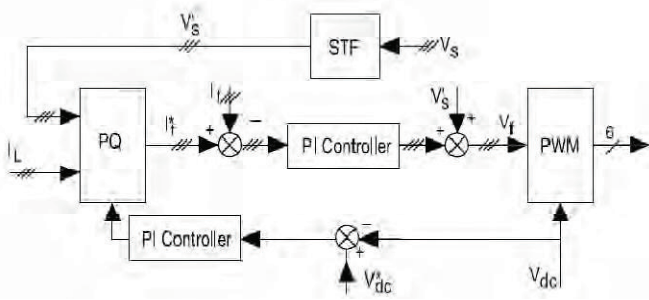 V's
STF
Vs
If
V's
I*f
+
−
+
+
Vf
6
PQ
PI Controller
PWM
IL
PI Controller
−
+
V*dc
Vdc